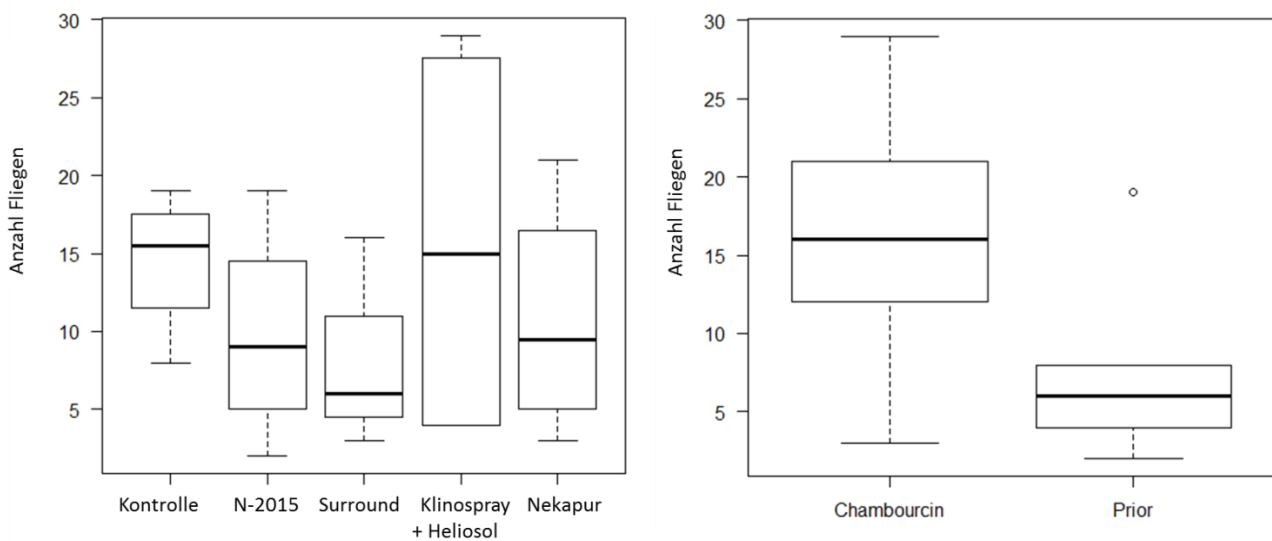 Anzahl Fliegen
30
25
20
15
10
5
Kontrolle N-2015 Surround Klinospray Nekapur
+ Heliosol
Anzahl Fliegen
30
25
20
15
10
5
Chambourcin Prior